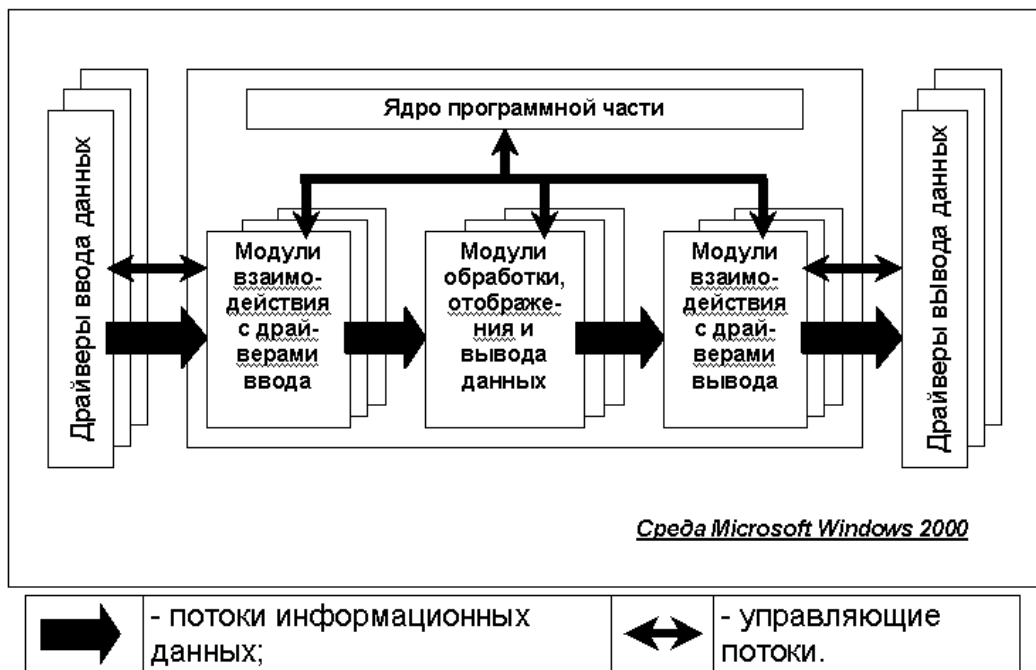 Ядро программной части
Драйверы ввода данных
Модули
взаимо-
действия
с драй-
верами
ввода
Модули
обработки,
отображе-
ния и
вывода
данных
Модули
взаимо-
действия
с драй-
верами
вывода
Драйверы вывода данных
Среда Microsoft Windows 2000
- потоки информационных
данных;
- управляющие
потоки.